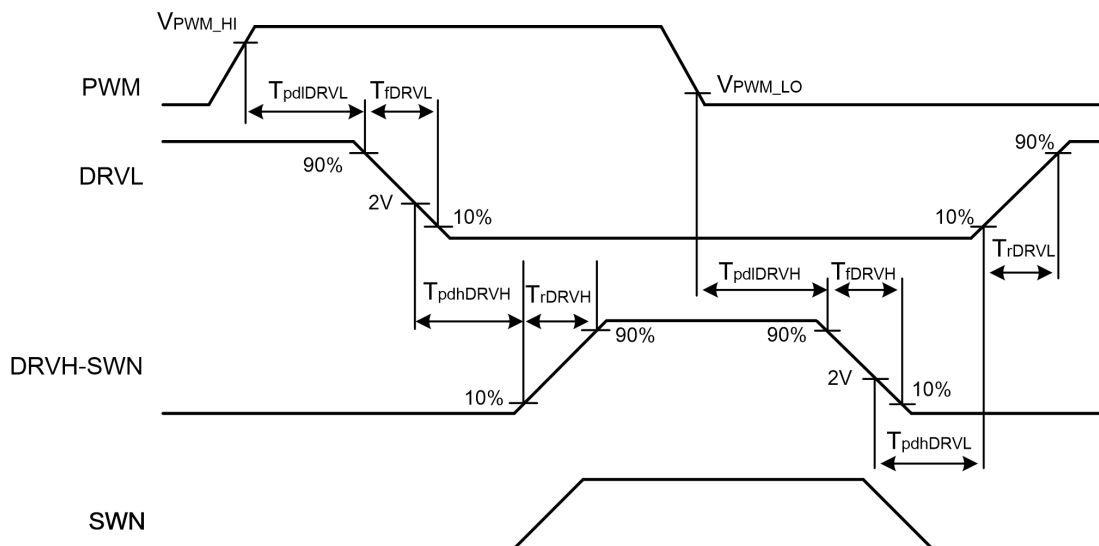 VPWM_HI
PWM
TpdlDRVL
TfDRVL
VPWM_LO
DRVL
90%
2V
10%
90%
10%
TrDRVL
TpdhDRVH
TrDRVH
TpdlDRVH
TfDRVH
DRVH-SWN
10%
90%
90%
2V
10%
TpdhDRVL
SWN